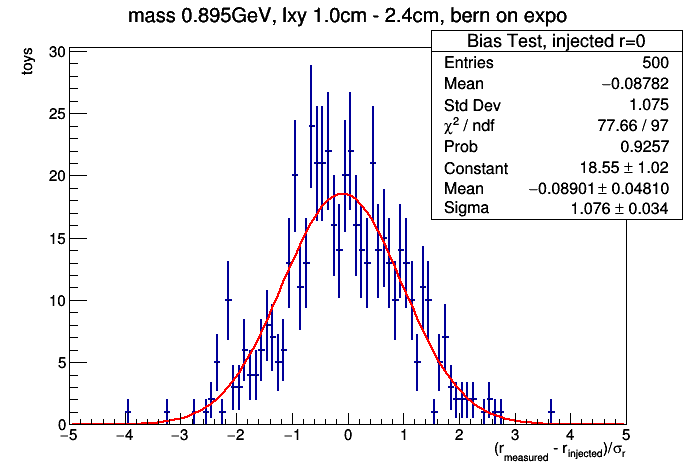 mass 0.895GeV, lxy 1.0cm - 2.4cm, bern on expo
Bias Test, injected r=0
Entries 500
Mean −0.08782
Std Dev 1.075
χ² / ndf 77.66 / 97
Prob 0.9257
Constant 18.55 ± 1.02
Mean −0.08901 ± 0.04810
Sigma 1.076 ± 0.034
toys
30
25
20
15
10
5
0
−5 −4 −3 −2 −1 0 1 2 3 4 5
(r_measured - r_injected)/σ_r